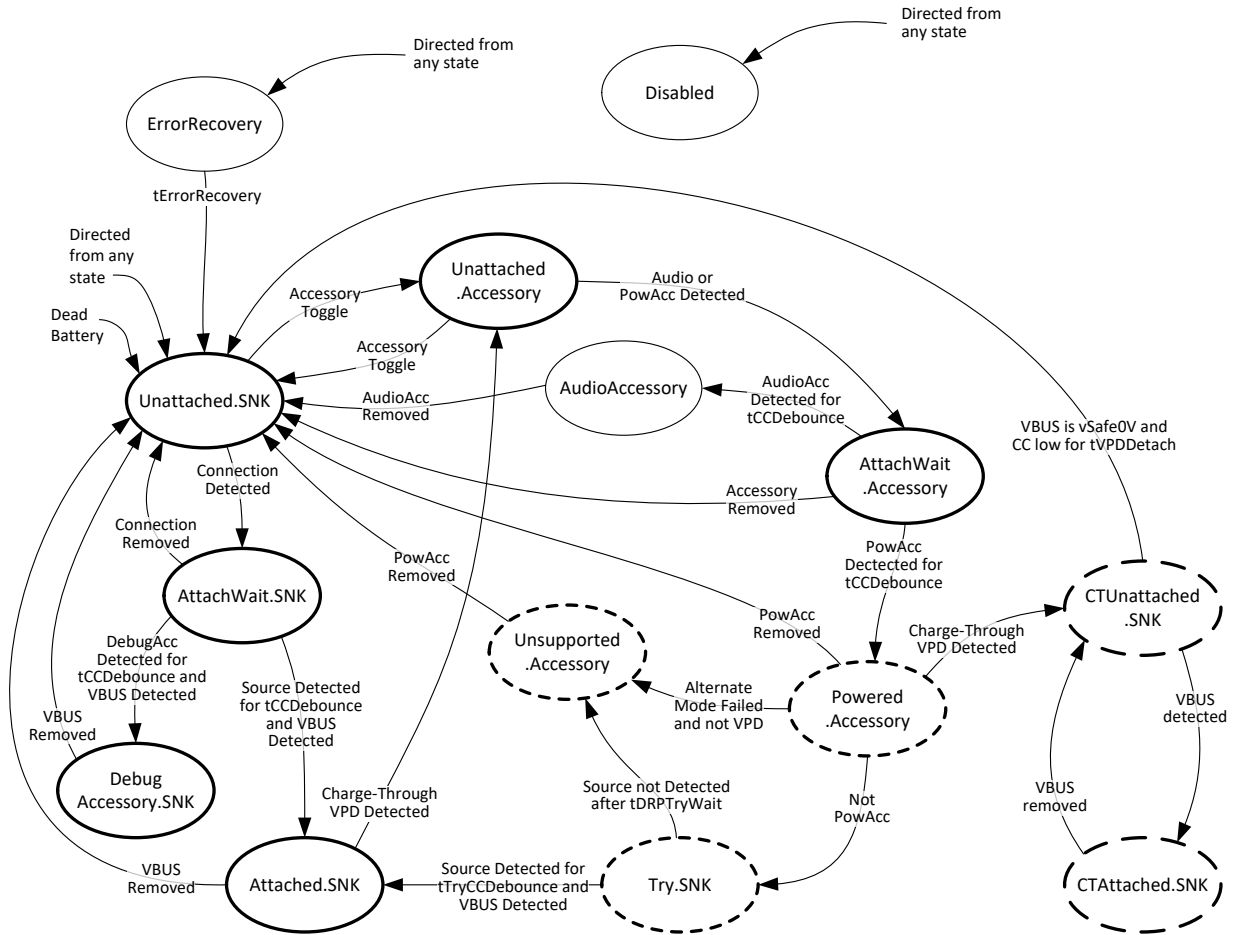 Directed from
any state
Directed from
any state
Disabled
ErrorRecovery
tErrorRecovery
Directed
from any
state
Dead
Battery
Unattached
.Accessory
Audio or
PowAcc Detected
Accessory
Toggle
Accessory
Toggle
Unattached.SNK
AudioAcc
Removed
AudioAccessory
AudioAcc
Detected for
tCCDebounce
VBUS is vSafe0V and
CC low for tVPDDetach
AttachWait
.Accessory
Connection
Detected
Accessory
Removed
Connection
Removed
PowAcc
Removed
PowAcc
Dectected for
tCCDebounce
AttachWait.SNK
CTUnattached
.SNK
PowAcc
Removed
Charge-Through
VPD Detected
Unsupported
.Accessory
DebugAcc
Detected for
tCCDebounce and
VBUS Detected
Source Detected
for tCCDebounce
and VBUS
Detected
Alternate
Mode Failed
and not VPD
Powered
.Accessory
VBUS
detected
VBUS
Removed
Debug
Accessory.SNK
Charge-Through
VPD Detected
Source not Detected
after tDRPTryWait
Not
PowAcc
VBUS
removed
VBUS
Removed
Attached.SNK
Source Detected for
tTryCCDebounce and
VBUS Detected
Try.SNK
CTAttached.SNK